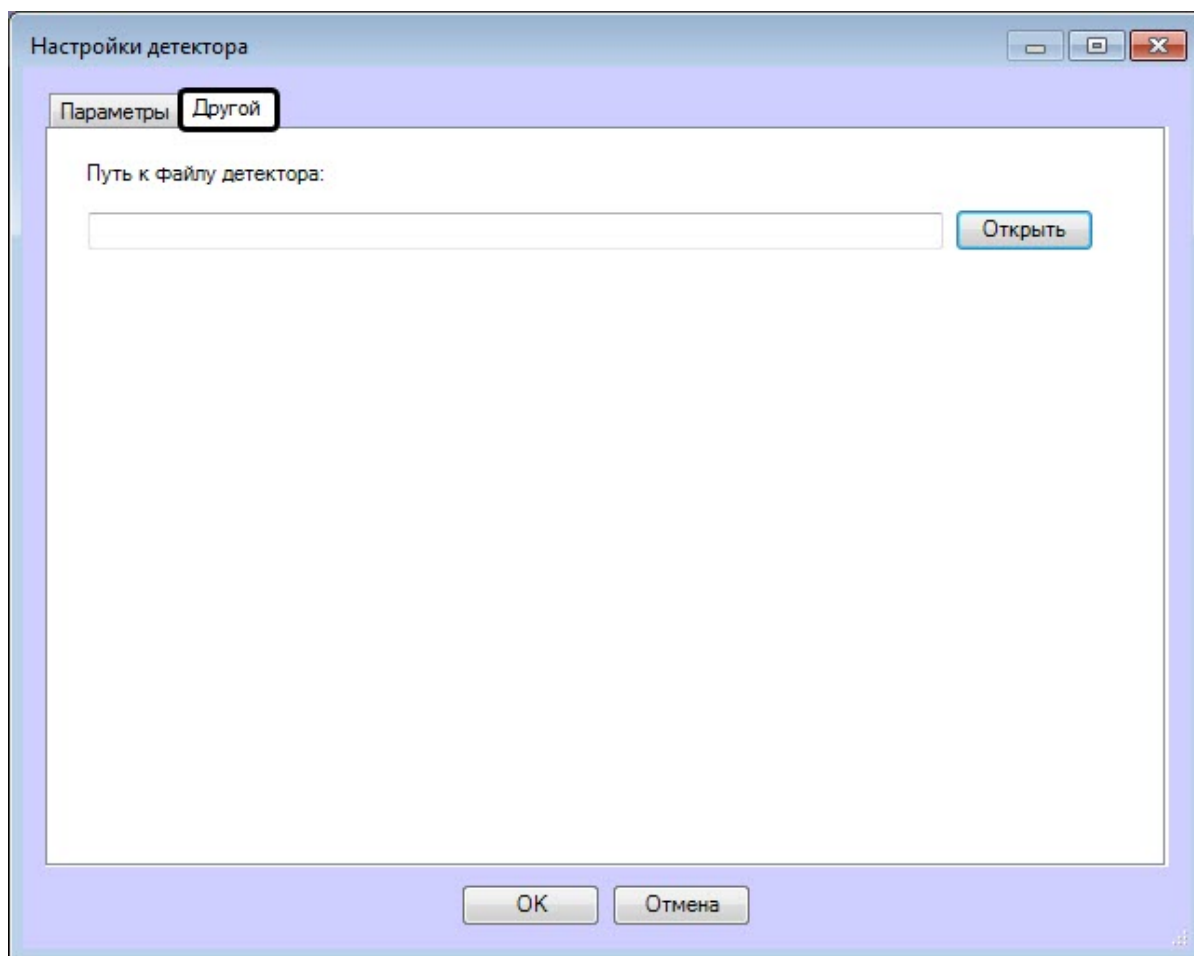 Настройки детектора
Параметры Другой
Путь к файлу детектора:
Открыть
OK Отмена